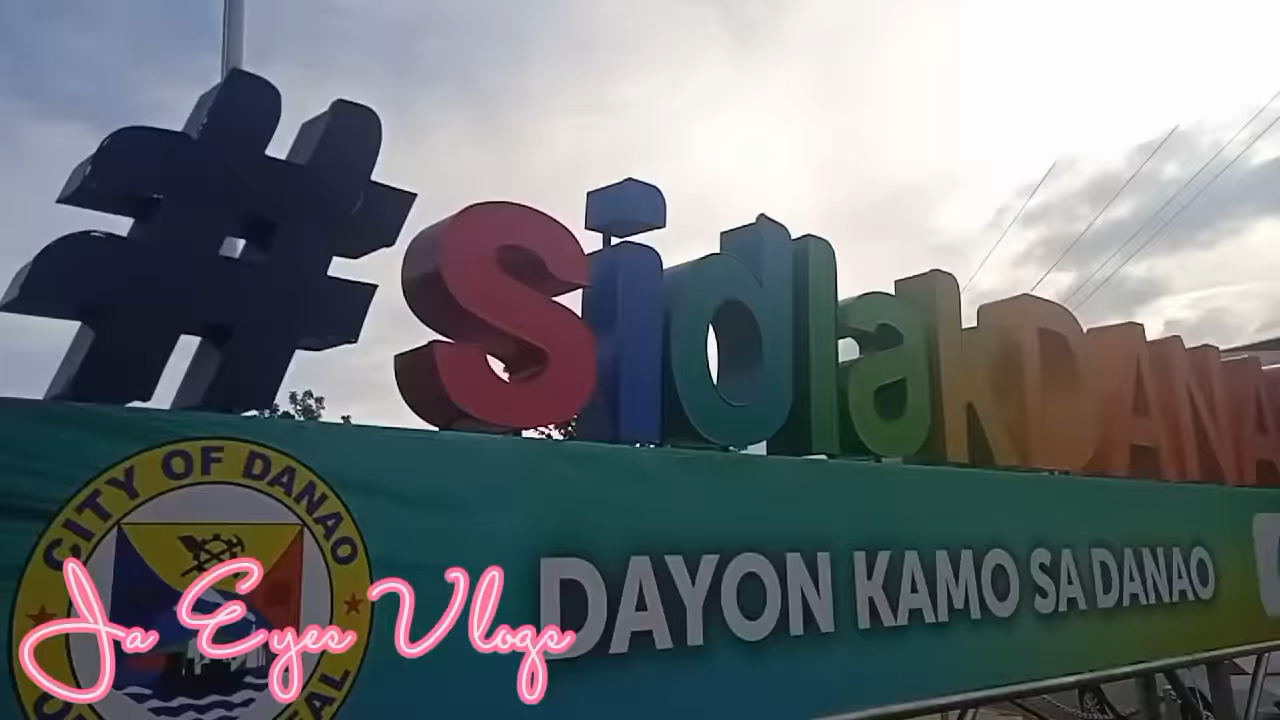 #sidlakDANA
CITY OF DANAO
DAYON KAMO SA DANAO
Ja Eyes Vlogs